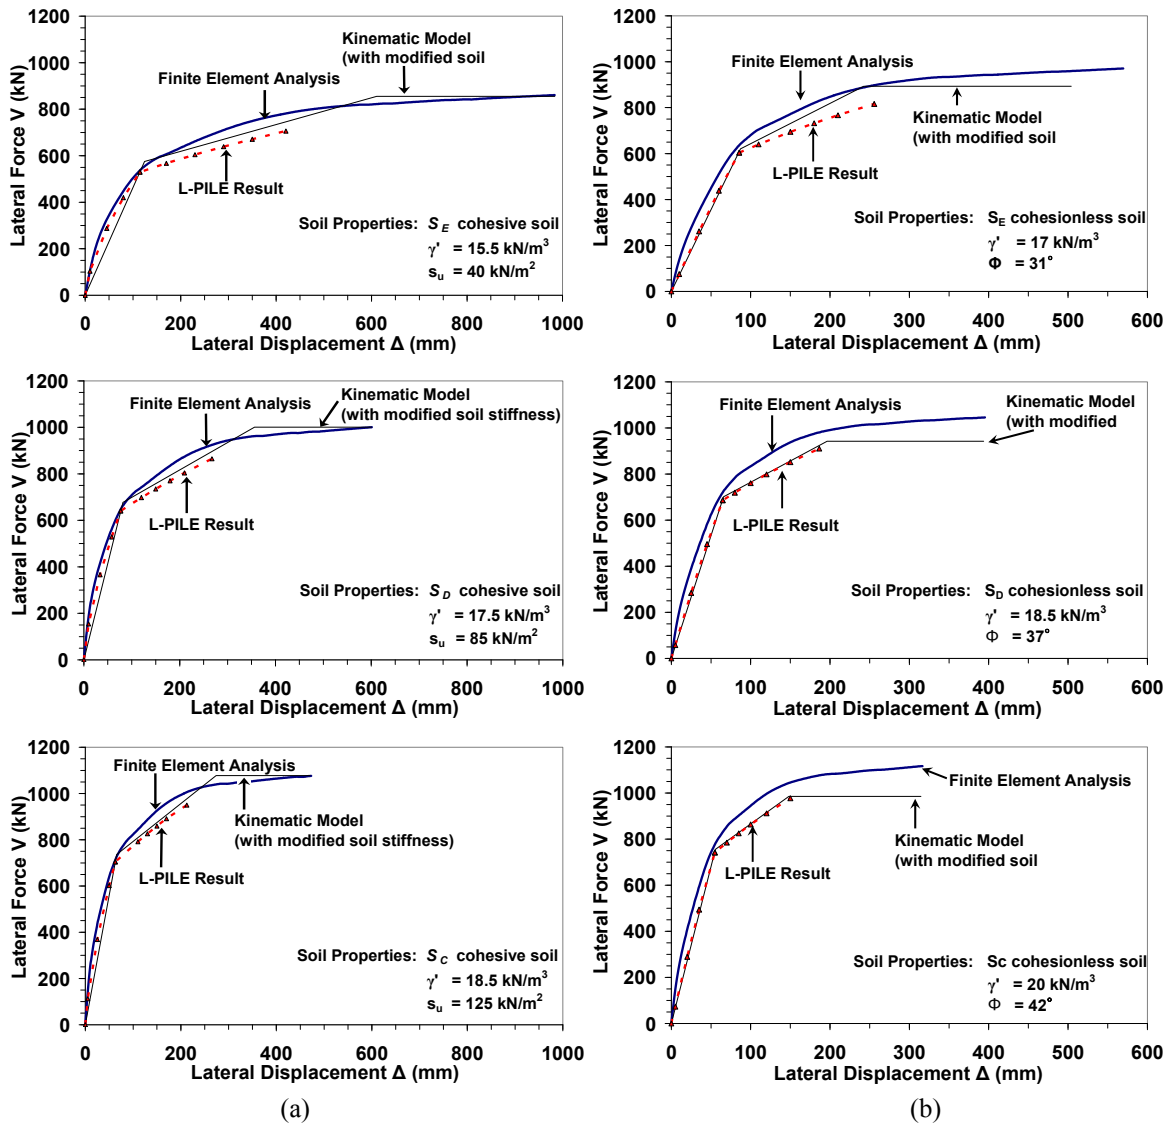 1200
1000
800
600
400
200
0
Lateral Force V (kN)
Kinematic Model
(with modified soil
Finite Element Analysis
L-PILE Result
Soil Properties: S E cohesive soil
γ' = 15.5 kN/m3
su = 40 kN/m2
0 200 400 600 800 1000
Lateral Displacement Δ (mm)
1200
1000
800
600
400
200
0
Lateral Force V (kN)
Finite Element Analysis
Kinematic Model
(with modified soil
L-PILE Result
Soil Properties: SE cohesionless soil
γ' = 17 kN/m3
Φ = 31°
0 100 200 300 400 500 600
Lateral Displacement Δ (mm)
1200
1000
800
600
400
200
0
Lateral Force V (kN)
Kinematic Model
(with modified soil stiffness)
Finite Element Analysis
L-PILE Result
Soil Properties: S D cohesive soil
γ' = 17.5 kN/m3
su = 85 kN/m2
0 200 400 600 800 1000
Lateral Displacement Δ (mm)
1200
1000
800
600
400
200
0
Lateral Force V (kN)
Kinematic Model
(with modified
Finite Element Analysis
L-PILE Result
Soil Properties: SD cohesionless soil
γ' = 18.5 kN/m3
Φ = 37°
0 100 200 300 400 500 600
Lateral Displacement Δ (mm)
1200
1000
800
600
400
200
0
Lateral Force V (kN)
Finite Element Analysis
Kinematic Model
(with modified soil stiffness)
L-PILE Result
Soil Properties: S C cohesive soil
γ' = 18.5 kN/m3
su = 125 kN/m2
0 200 400 600 800 1000
Lateral Displacement Δ (mm)
(a)
1200
1000
800
600
400
200
0
Lateral Force V (kN)
Finite Element Analysis
Kinematic Model
(with modified soil
L-PILE Result
Soil Properties: Sc cohesionless soil
γ' = 20 kN/m3
Φ = 42°
0 100 200 300 400 500 600
Lateral Displacement Δ (mm)
(b)